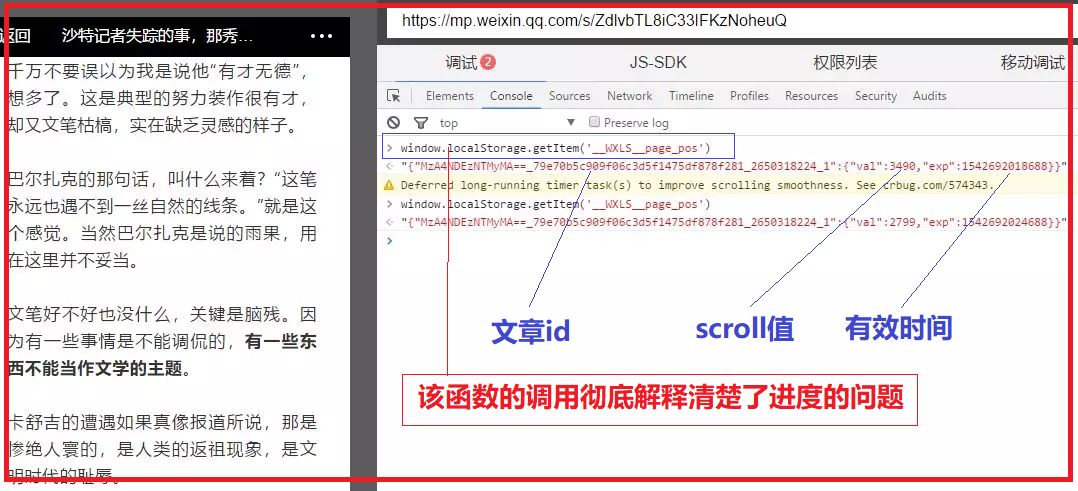 返回 沙特记者失踪的事，那秀...
千万不要误以为我是说他“有才无德”，
想多了。这是典型的努力装作很有才，
却又文笔枯槁，实在缺乏灵感的样子。
巴尔扎克的那句话，叫什么来着？“这笔
永远也遇不到一丝自然的线条。”就是这
个感觉。当然巴尔扎克是说的雨果，用
在这里并不妥当。
文笔好不好也没什么，关键是脑残。因
为有一些事情是不能调侃的，有一些东
西不能当作文学的主题。
卡舒吉的遭遇如果真像报道所说，那是
惨绝人寰的，是人类的返祖现象，是文
明时代的耻辱。
https://mp.weixin.qq.com/s/ZdlvbTL8iC33IFKzNoheuQ
调试 2 JS-SDK 权限列表 移动调试
Elements Console Sources Network Timeline Profiles Resources Security Audits
top Preserve log
window.localStorage.getItem('__WXLS__page_pos')
"{"MzA4NDEzNTMyMA==_79e70b5c909f06c3d5f1475df878f281_2650318224_1":{"val":3490,"exp":1542692018688}}"
Deferred long-running timer task(s) to improve scrolling smoothness. See crbug.com/574343.
window.localStorage.getItem('__WXLS__page_pos')
"{"MzA4NDEzNTMyMA==_79e70b5c909f06c3d5f1475df878f281_2650318224_1":{"val":2799,"exp":1542692024688}}"
文章id scroll值 有效时间
该函数的调用彻底解释清楚了进度的问题